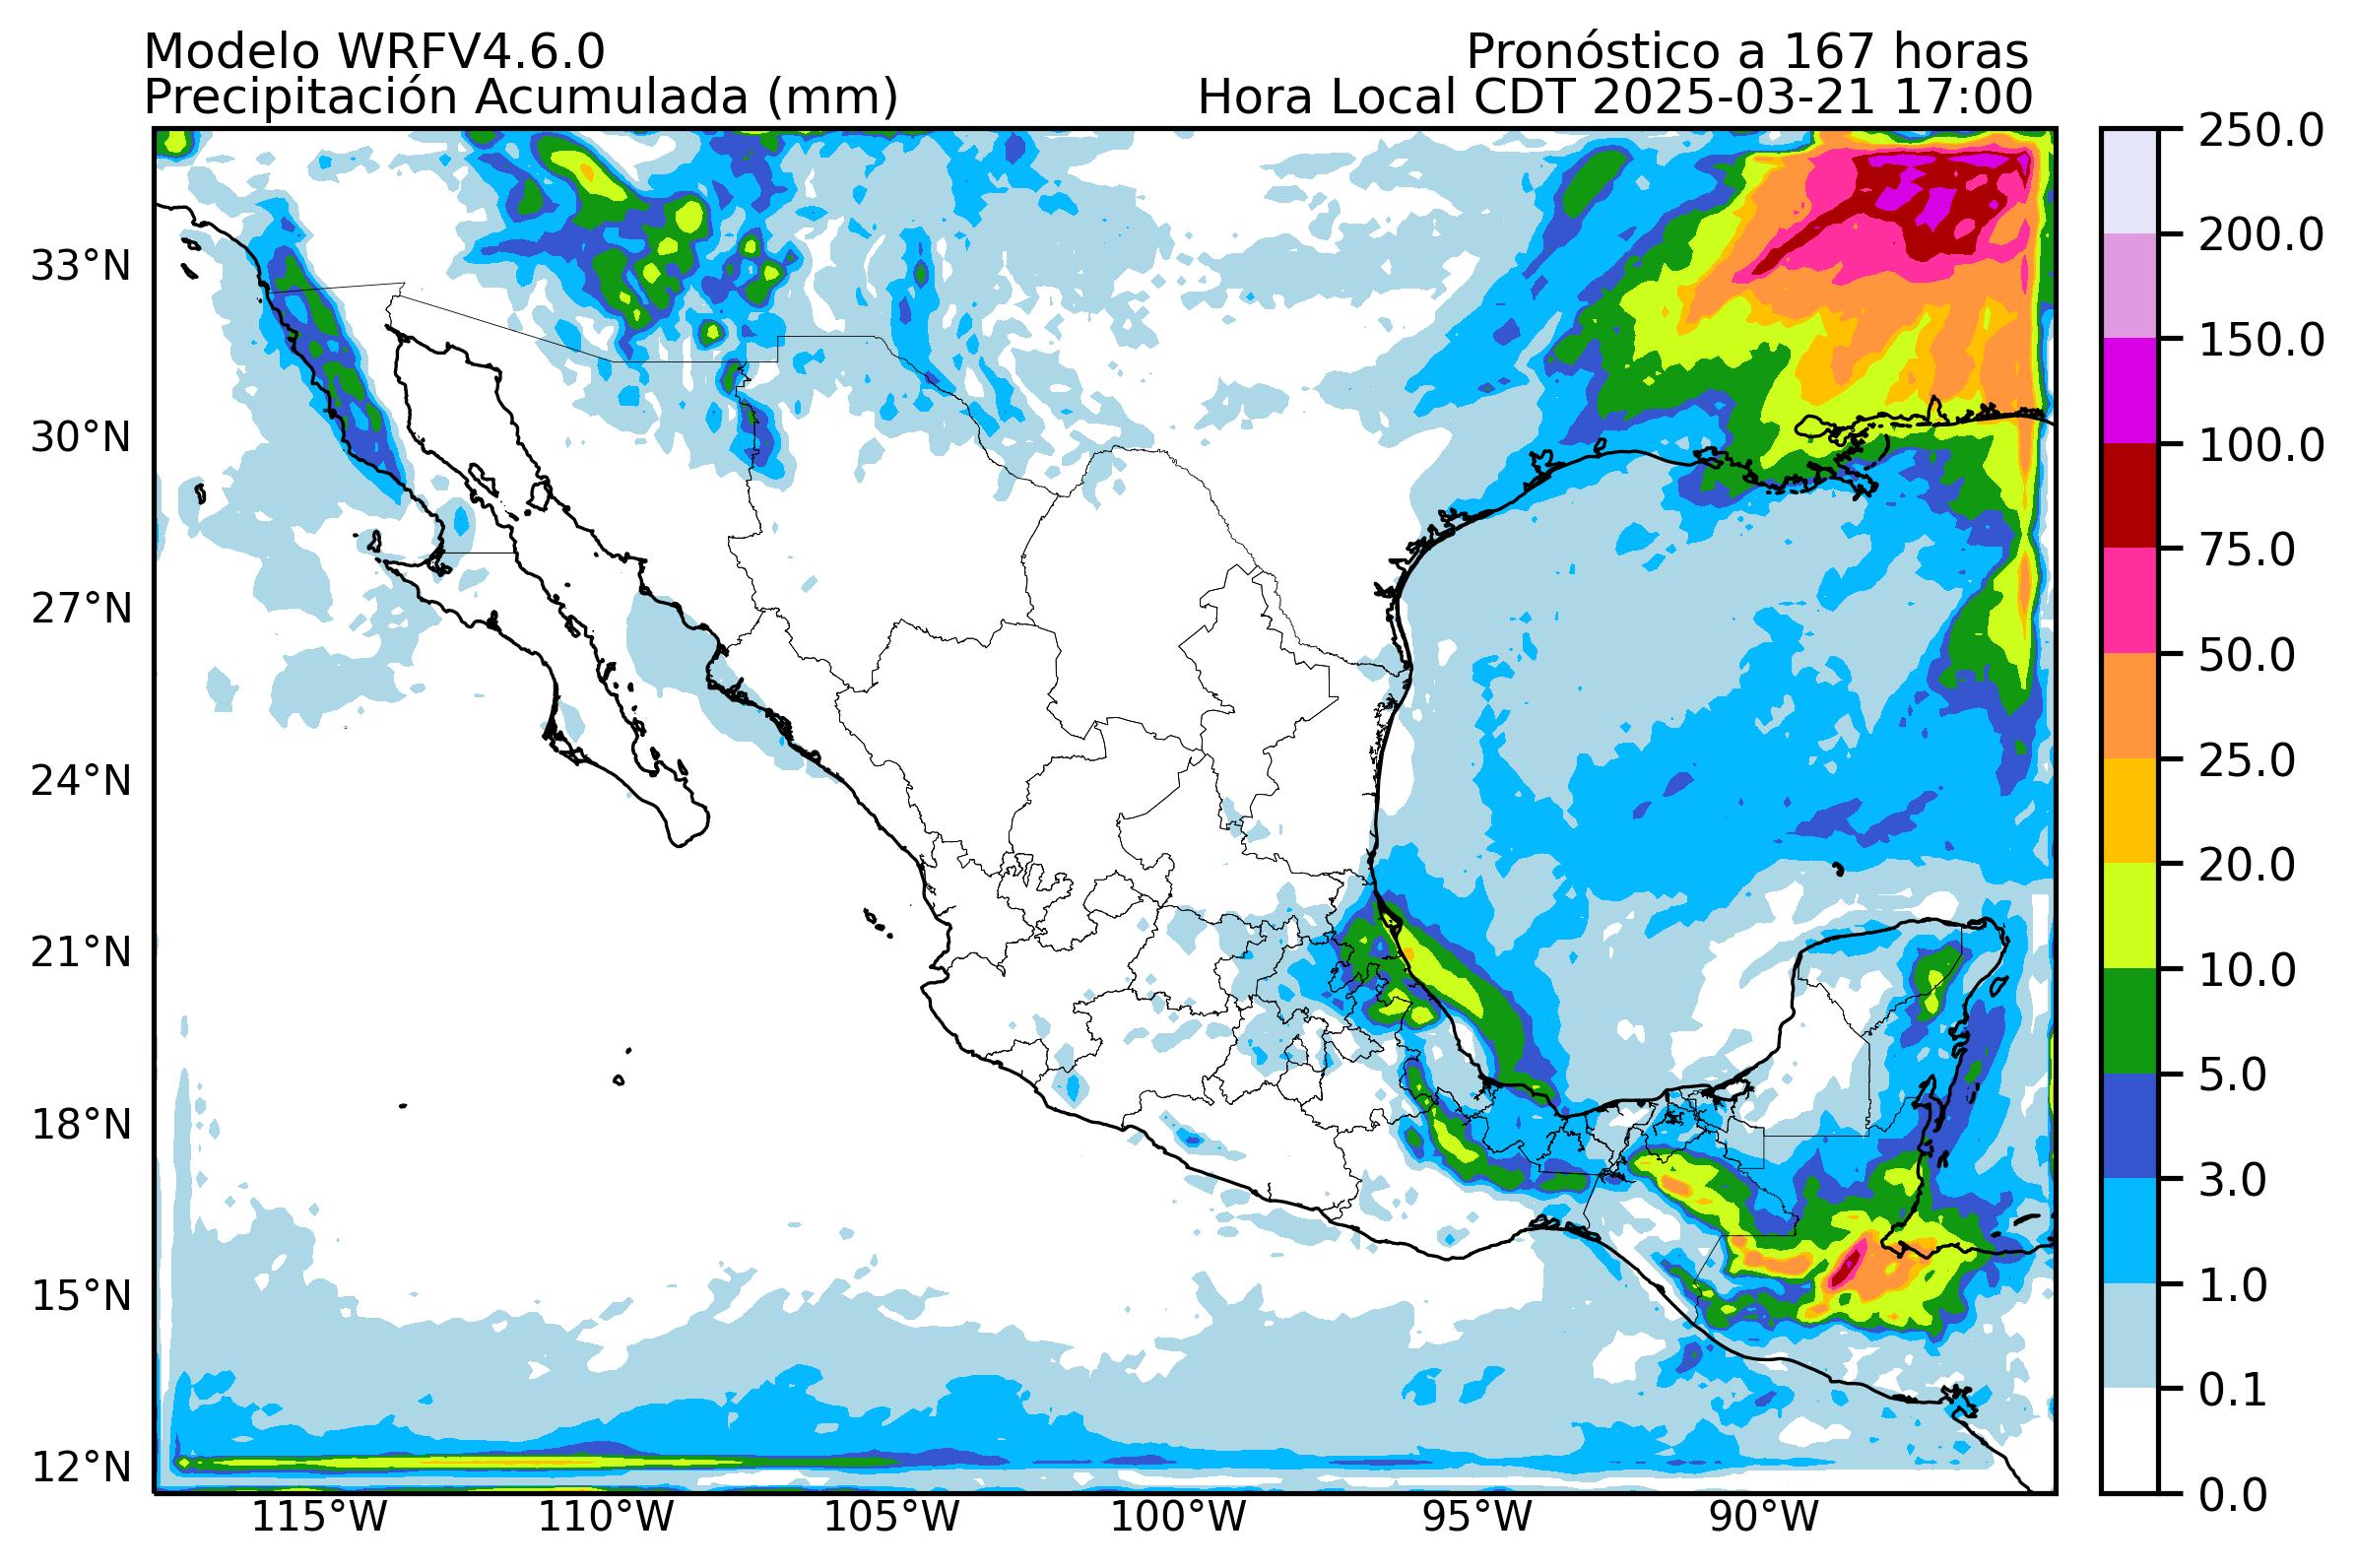 Modelo WRFV4.6.0
Pronóstico a 167 horas
Precipitación Acumulada (mm)
Hora Local CDT 2025-03-21 17:00
33°N
30°N
27°N
24°N
21°N
18°N
15°N
12°N
115°W
110°W
105°W
100°W
95°W
90°W
250.0
200.0
150.0
100.0
75.0
50.0
25.0
20.0
10.0
5.0
3.0
1.0
0.1
0.0